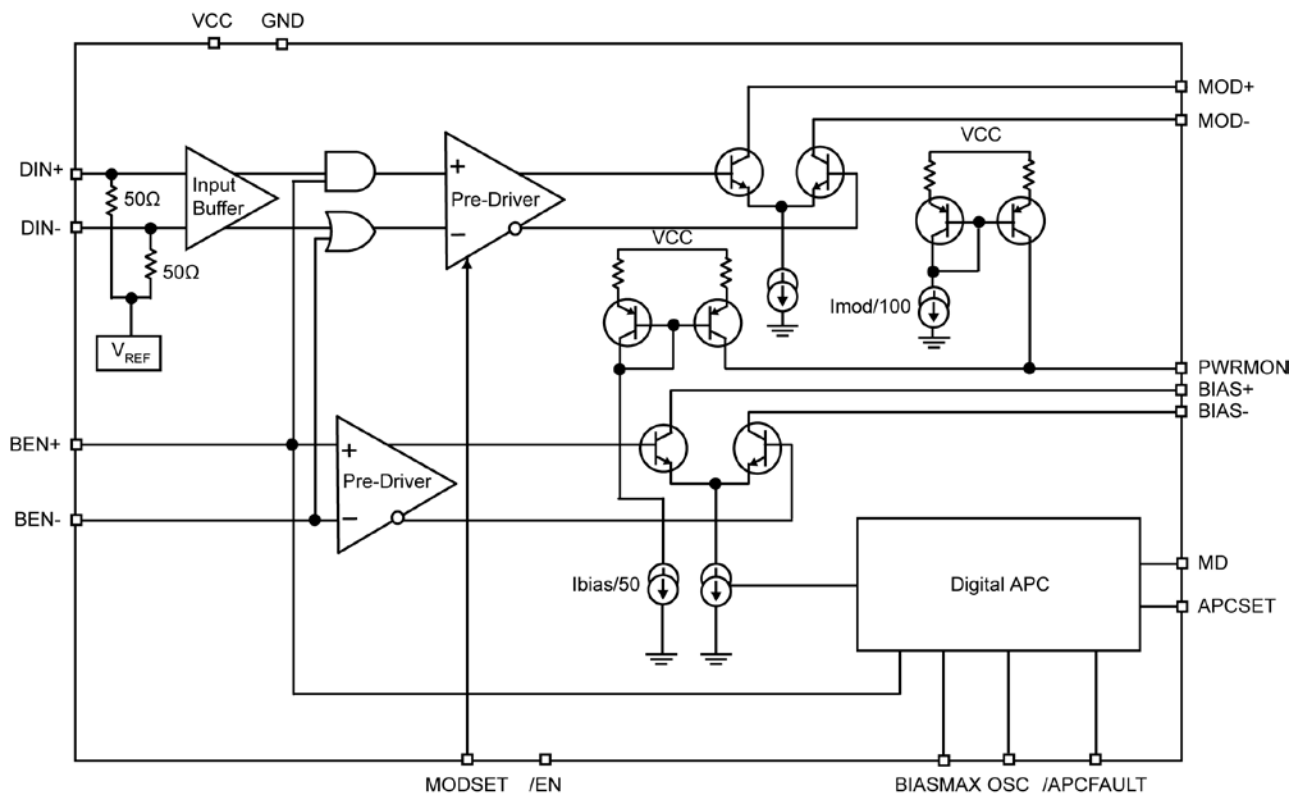 VCC GND
MOD+
MOD-
VCC
DIN+
50Ω
Input
Buffer
+
Pre-Driver
DIN-
−
50Ω
VCC
Imod/100
VREF
PWRMON
BIAS+
BIAS-
BEN+
+
Pre-Driver
BEN-
−
Ibias/50
Digital APC
MD
APCSET
MODSET /EN BIASMAX OSC /APCFAULT